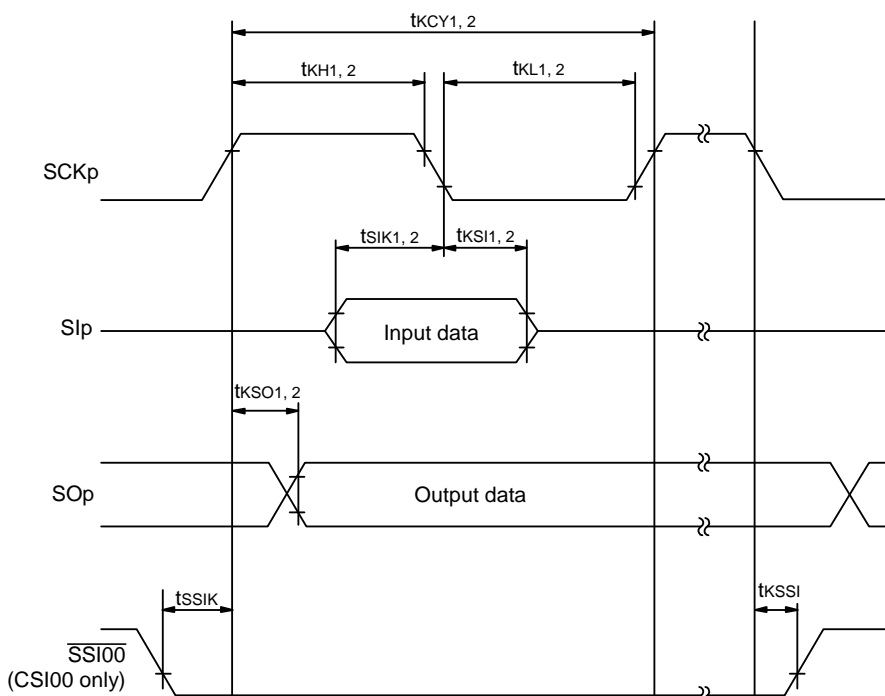 tKCY1, 2
tKH1, 2
tKL1, 2
SCKp
tSIK1, 2
tKSI1, 2
SIp
Input data
tKSO1, 2
SOp
Output data
tSSIK
tKSSI
SSI00
(CSI00 only)